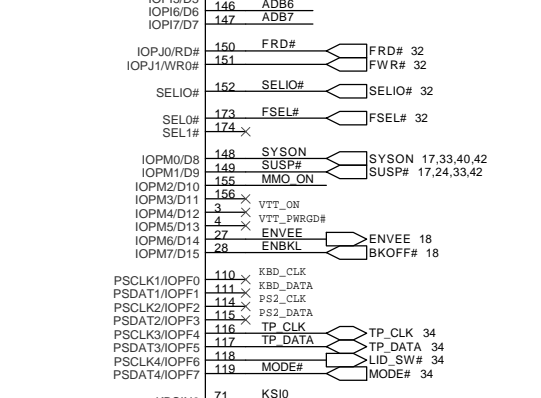 IOPI6/D6 146 ADB6
IOPI7/D7 147 ADB7
IOPJ0/RD# 150 FRD# FRD# 32
IOPJ1/WR0# 151 FWR# 32
SELIO# 152 SELIO# SELIO# 32
SEL0# 173 FSEL# FSEL# 32
SEL1# 174
IOPM0/D8 148 SYSON SYSON 17,33,40,42
IOPM1/D9 149 SUSP# SUSP# 17,24,33,42
IOPM2/D10 155 MMO_ON
IOPM3/D11 156
IOPM4/D12 3 VTT_ON
IOPM5/D13 4 VTT_PWRGD#
IOPM6/D14 27 ENVEE ENVEE 18
IOPM7/D15 28 ENBKL BKOFF# 18
PSCLK1/IOPF0 110 KBD_CLK
PSDAT1/IOPF1 111 KBD_DATA
PSCLK2/IOPF2 114 PS2_CLK
PSDAT2/IOPF3 115 PS2_DATA
PSCLK3/IOPF4 116 TP_CLK TP_CLK 34
PSDAT3/IOPF5 117 TP_DATA TP_DATA 34
PSCLK4/IOPF6 118 LID_SW# 34
PSDAT4/IOPF7 119 MODE# MODE# 34
71 KSI0